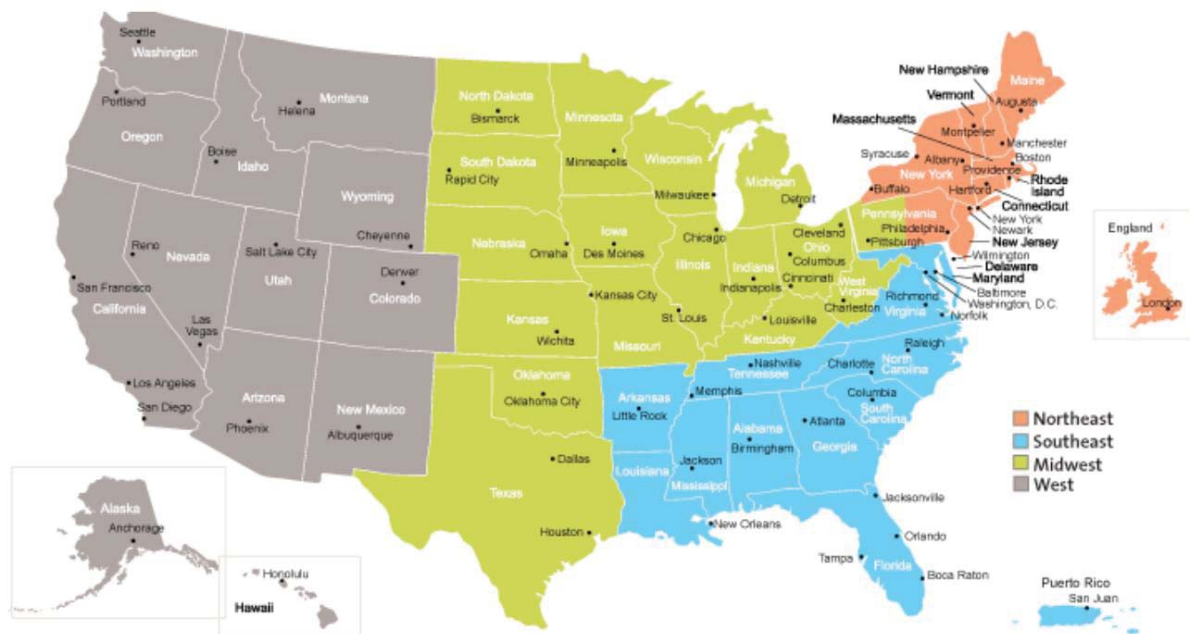 Seattle
Washington
Portland
Oregon
Helena
Montana
Boise
Idaho
Wyoming
Cheyenne
Reno
Nevada
Salt Lake City
Utah
Denver
Colorado
San Francisco
California
Las
Vegas
Los Angeles
San Diego
Arizona
Phoenix
New Mexico
Albuquerque
North Dakota
Bismarck
South Dakota
Rapid City
Nebraska
Omaha
Kansas
Wichita
Oklahoma
Oklahoma City
Texas
Dallas
Houston
Minnesota
Minneapolis
Iowa
Des Moines
Kansas City
Missouri
St. Louis
Wisconsin
Milwaukee
Chicago
Illinois
Michigan
Detroit
Indiana
Indianapolis
Cleveland
Ohio
Columbus
Cincinnati
Louisville
Kentucky
West
Virginia
Charleston
Pennsylvania
Philadelphia
Pittsburgh
New Hampshire
Vermont
Massachusetts
Maine
Augusta
Montpelier
Manchester
Boston
Syracuse
Albany
Providence
New York
Hartford
Rhode
Island
Buffalo
Connecticut
New York
Newark
New Jersey
Wilmington
Delaware
Maryland
Baltimore
Washington, D.C.
Richmond
Virginia
Norfolk
Raleigh
Charlotte
North
Carolina
Columbia
South
Carolina
Nashville
Tennessee
Memphis
Arkansas
Little Rock
Louisiana
New Orleans
Jackson
Mississippi
Alabama
Birmingham
Atlanta
Georgia
Jacksonville
Orlando
Tampa
Florida
Boca Raton
England
London
Northeast
Southeast
Midwest
West
Alaska
Anchorage
Honolulu
Hawaii
Puerto Rico
San Juan